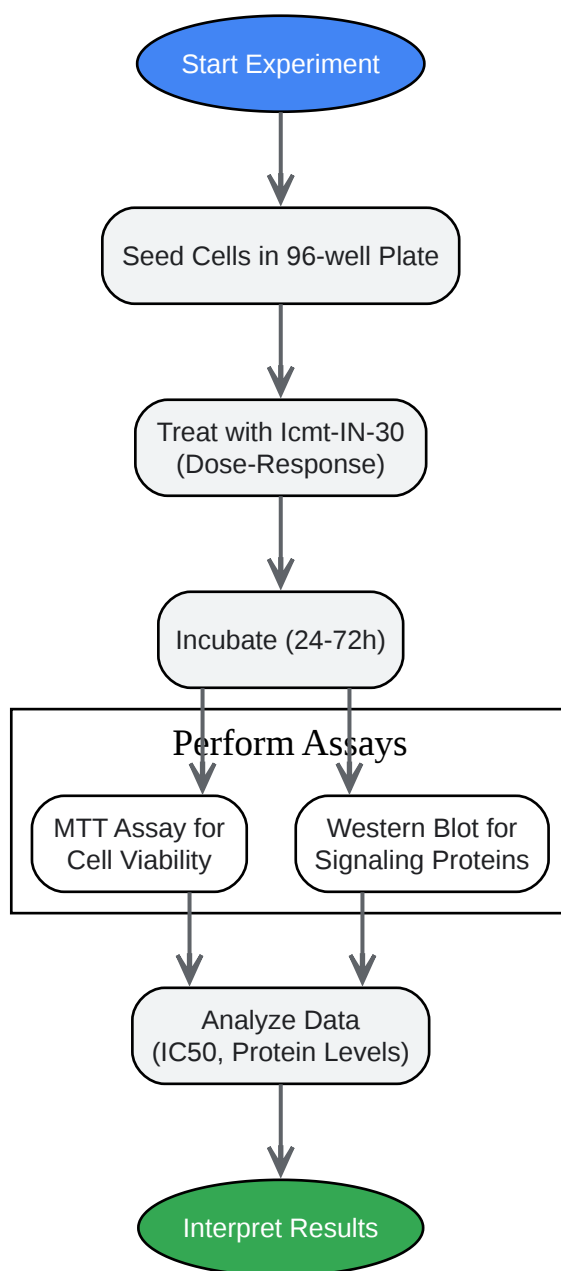 Start Experiment
Seed Cells in 96-well Plate
Treat with Icmt-IN-30
(Dose-Response)
Incubate (24-72h)
Perform Assays
MTT Assay for
Cell Viability
Western Blot for
Signaling Proteins
Analyze Data
(IC50, Protein Levels)
Interpret Results